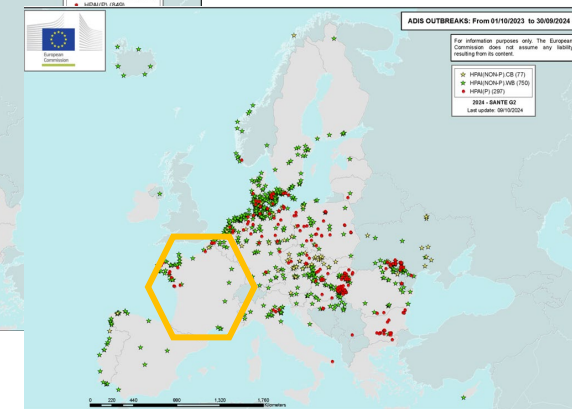 HPAI(P) (849)
European
Commission
ADIS OUTBREAKS: From 01/10/2023 to 30/09/2024
For information purposes only. The European
Commission does not assume any liability
resulting from its content.
HPAI(NON-P).CB (77)
HPAI(NON-P).WB (750)
HPAI(P) (297)
2024 - SANTE G2
Last update: 09/10/2024
0 220 440 880 1,320 1,760
Kilometers